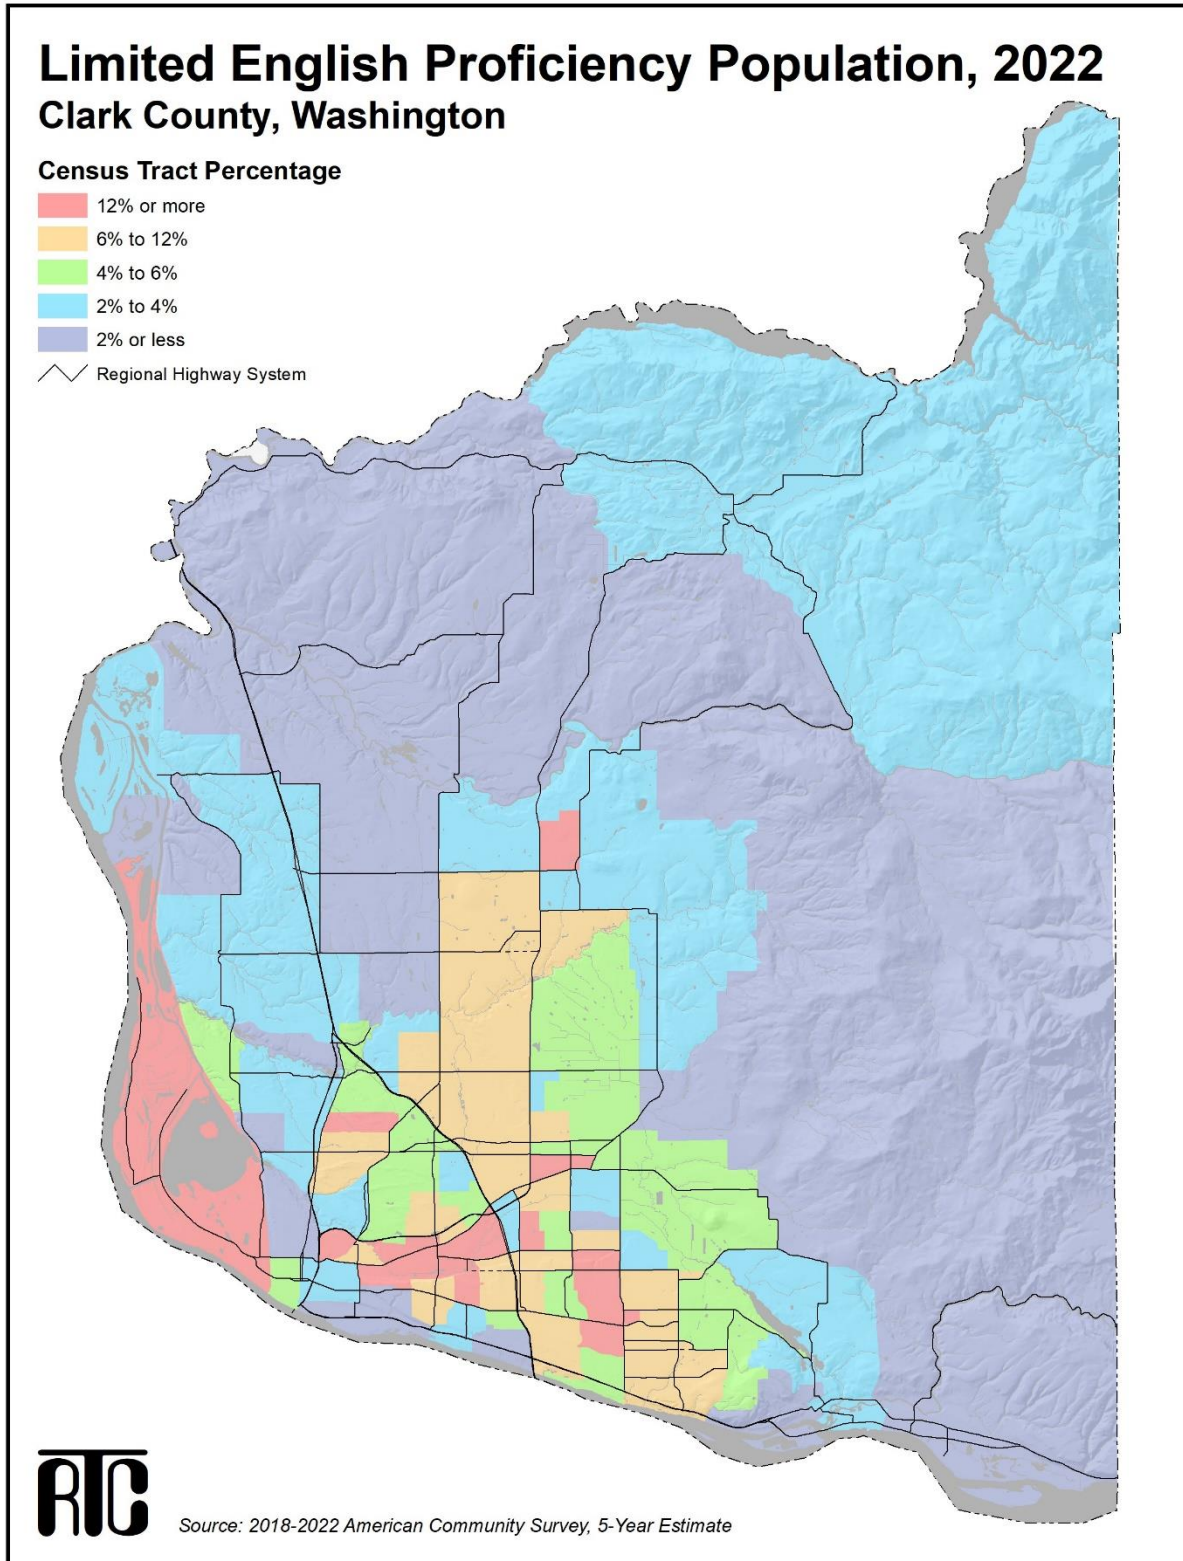 Limited English Proficiency Population, 2022
Clark County, Washington
Census Tract Percentage
12% or more
6% to 12%
4% to 6%
2% to 4%
2% or less
Regional Highway System
RTC
Source: 2018-2022 American Community Survey, 5-Year Estimate